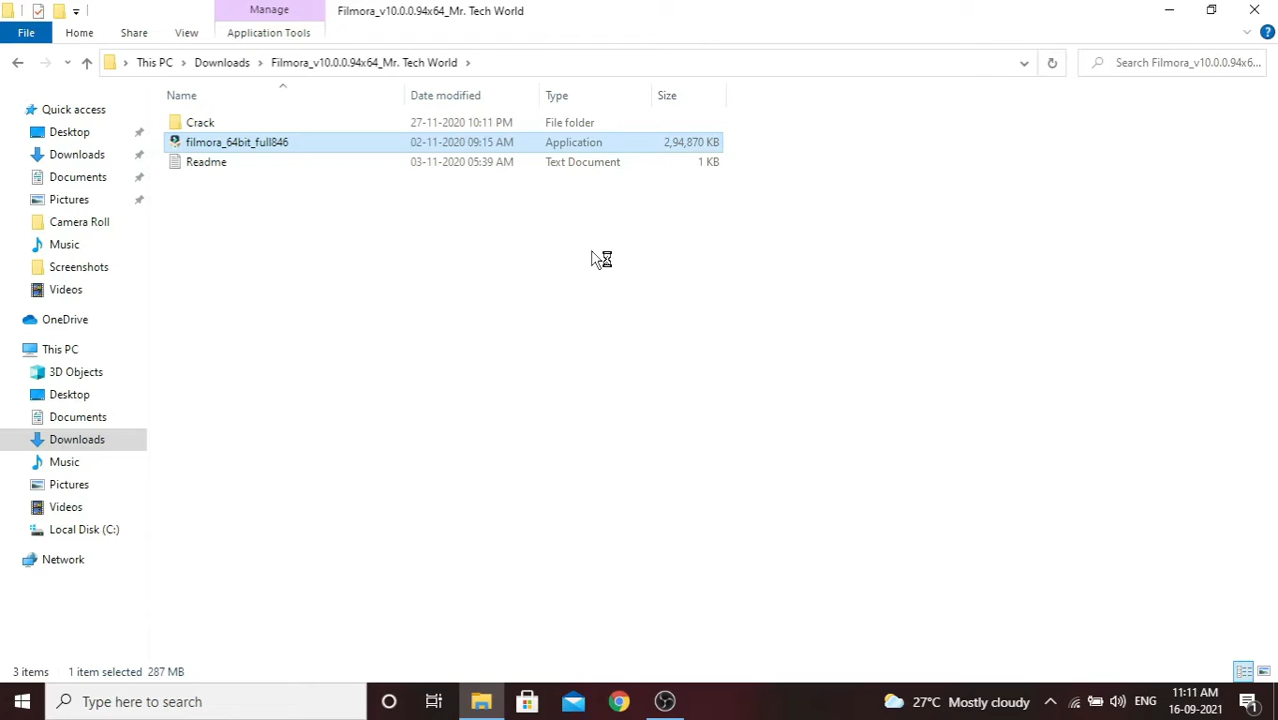 Manage
Filmora_v10.0.0.94x64_Mr. Tech World
File
Home
Share
View
Application Tools
This PC
Downloads
Filmora_v10.0.0.94x64_Mr. Tech World
Search Filmora_v10.0.0.94x6...
Name
Date modified
Type
Size
Crack
27-11-2020 10:11 PM
File folder
filmora_64bit_full846
02-11-2020 09:15 AM
Application
2,94,870 KB
Readme
03-11-2020 05:39 AM
Text Document
1 KB
Quick access
Desktop
Downloads
Documents
Pictures
Camera Roll
Music
Screenshots
Videos
OneDrive
This PC
3D Objects
Desktop
Documents
Downloads
Music
Pictures
Videos
Local Disk (C:)
Network
3 items
1 item selected 287 MB
Type here to search
27°C Mostly cloudy
ENG
11:11 AM
16-09-2021
1